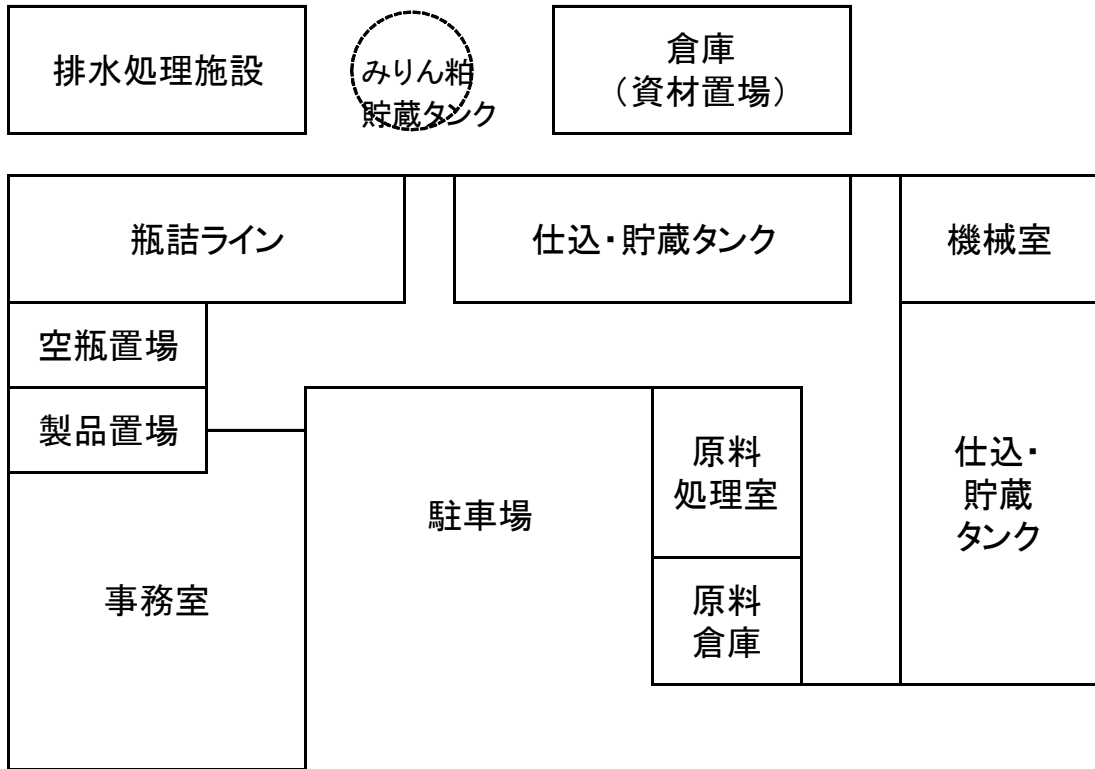 排水処理施設
みりん粕
貯蔵タンク
倉庫
（資材置場）
瓶詰ライン
仕込・貯蔵タンク
機械室
空瓶置場
製品置場
事務室
駐車場
原料
処理室
原料
倉庫
仕込・
貯蔵
タンク